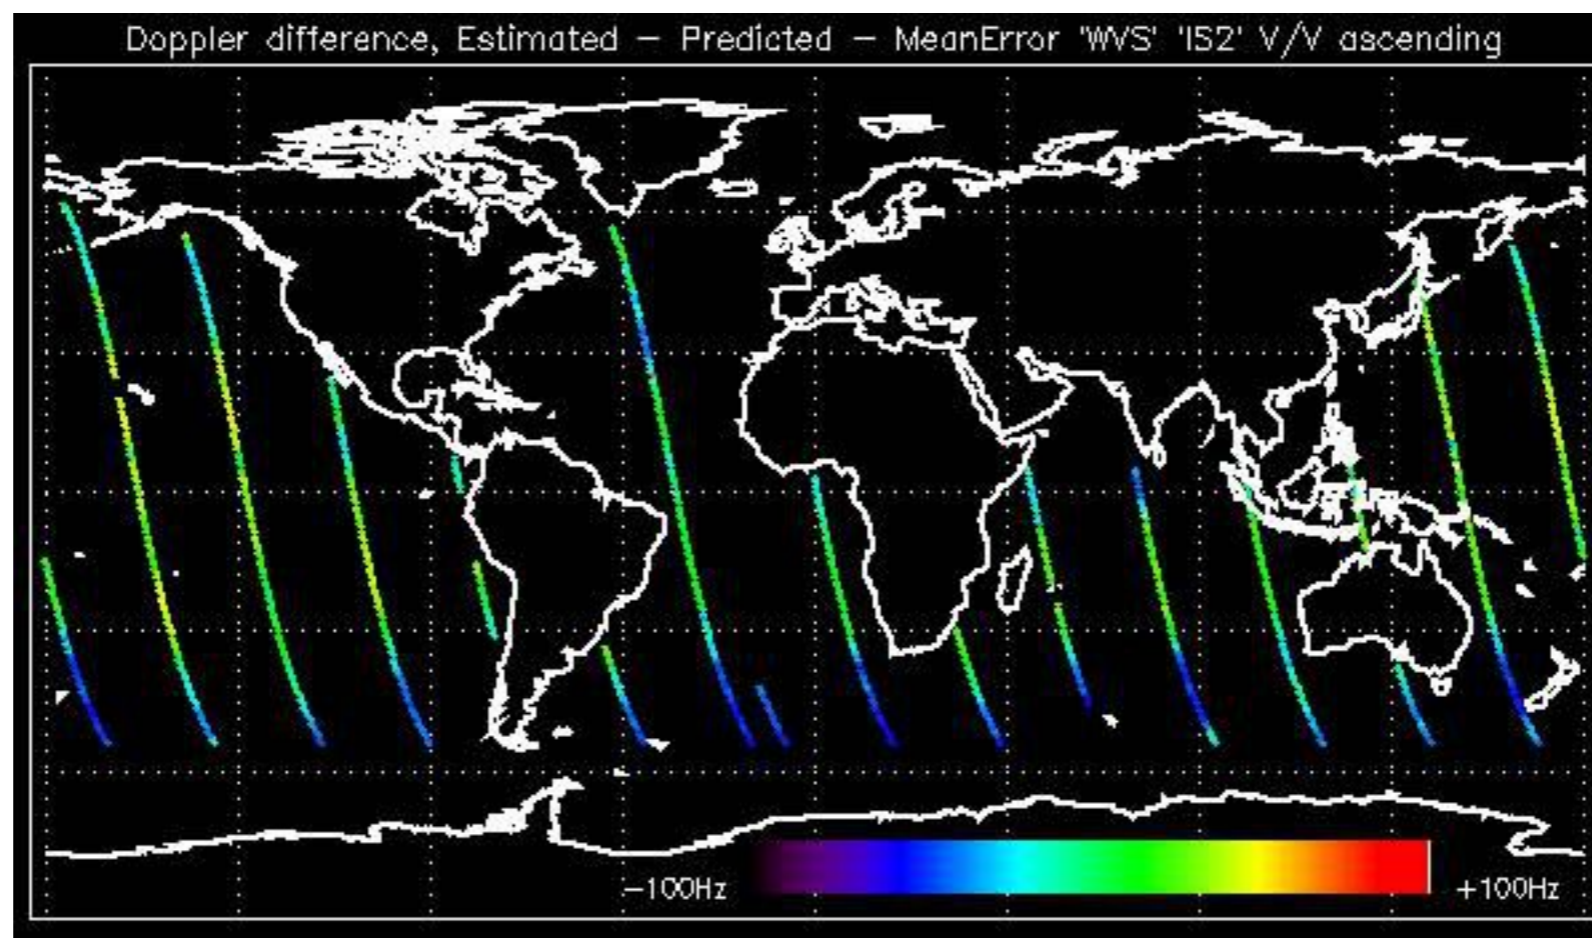 Doppler difference, Estimated – Predicted – MeanError 'WVS' 'IS2' V/V ascending
-100Hz +100Hz